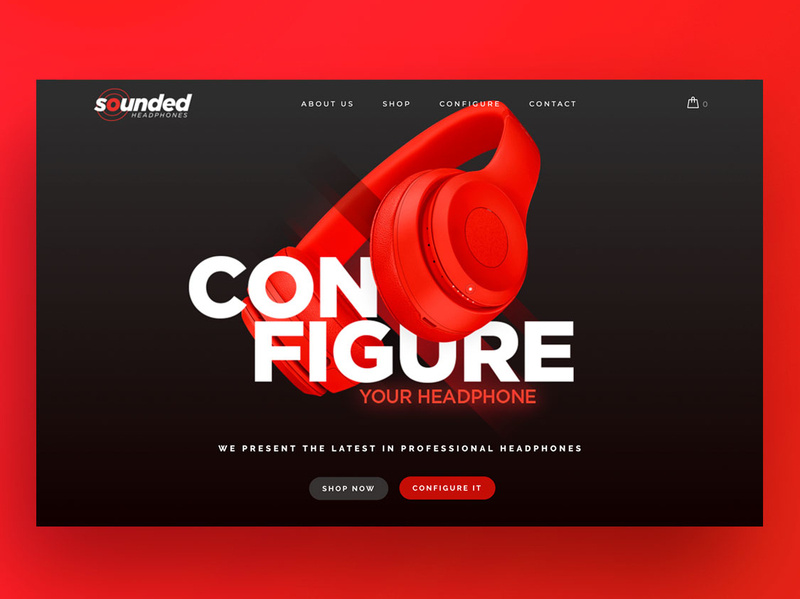 sounded
HEADPHONES
ABOUT US
SHOP
CONFIGURE
CONTACT
0
CON
FIGURE
YOUR HEADPHONE
WE PRESENT THE LATEST IN PROFESSIONAL HEADPHONES
SHOP NOW
CONFIGURE IT